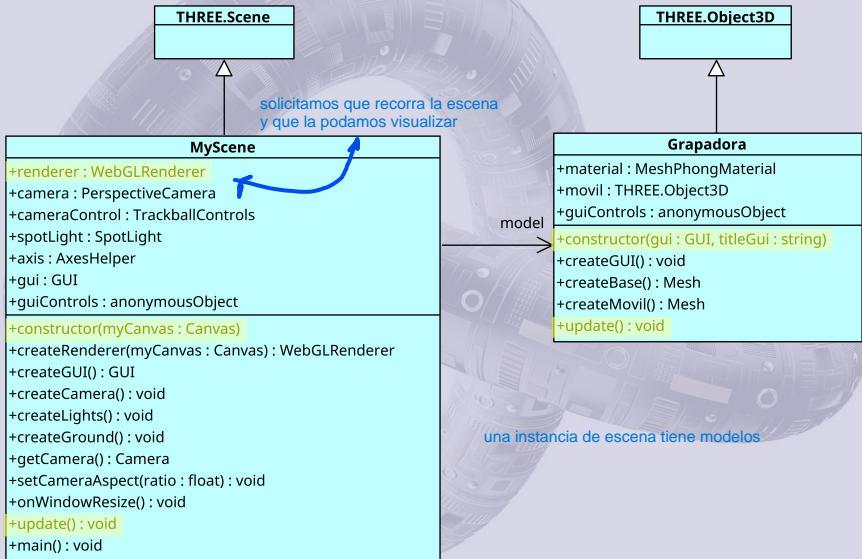 THREE.Scene
THREE.Object3D
solicitamos que recorra la escena
y que la podamos visualizar
MyScene
+renderer : WebGLRenderer
+camera : PerspectiveCamera
+cameraControl : TrackballControls
+spotLight : SpotLight
+axis : AxesHelper
+gui : GUI
+guiControls : anonymousObject
+constructor(myCanvas : Canvas)
+createRenderer(myCanvas : Canvas) : WebGLRenderer
+createGUI() : GUI
+createCamera() : void
+createLights() : void
+createGround() : void
+getCamera() : Camera
+setCameraAspect(ratio : float) : void
+onWindowResize() : void
+update() : void
+main() : void
model
Grapadora
+material : MeshPhongMaterial
+movil : THREE.Object3D
+guiControls : anonymousObject
+constructor(gui : GUI, titleGui : string)
+createGUI() : void
+createBase() : Mesh
+createMovil() : Mesh
+update() : void
una instancia de escena tiene modelos